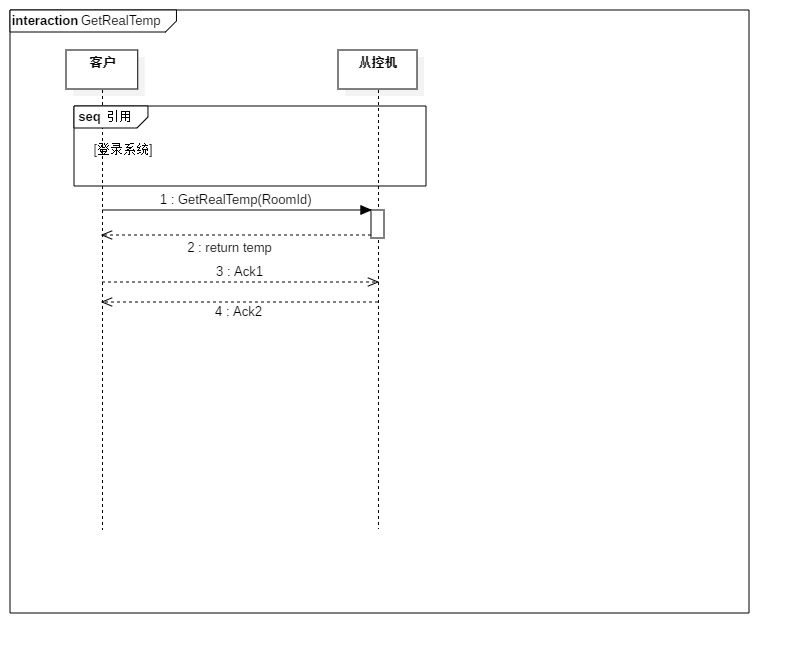 interaction GetRealTemp
客户
从控机
seq 引用
[登录系统]
1 : GetRealTemp(RoomId)
2 : return temp
3 : Ack1
4 : Ack2